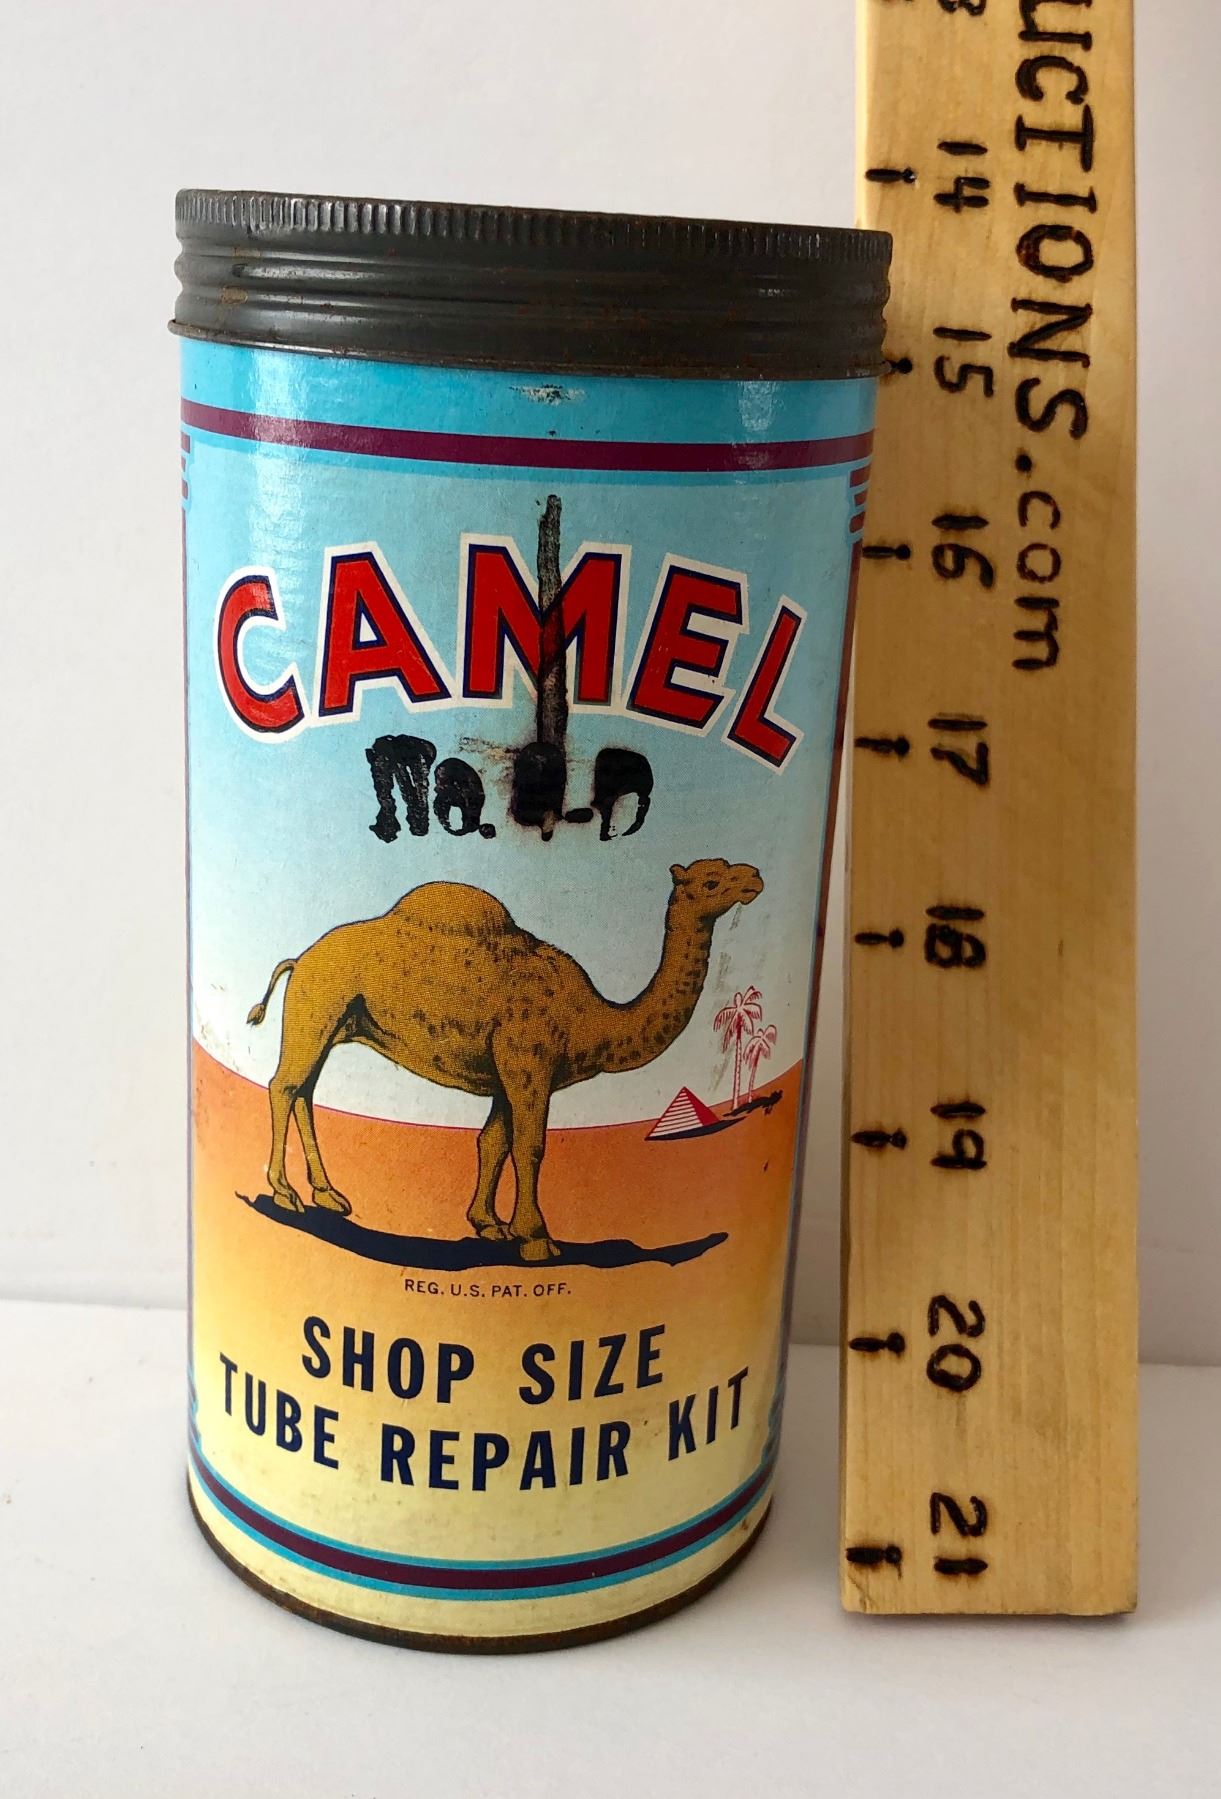 CAMEL
No.
REG. U.S. PAT. OFF.
SHOP SIZE
TUBE REPAIR KIT
UCTIONS.com
14
15
16
17
18
19
20
21